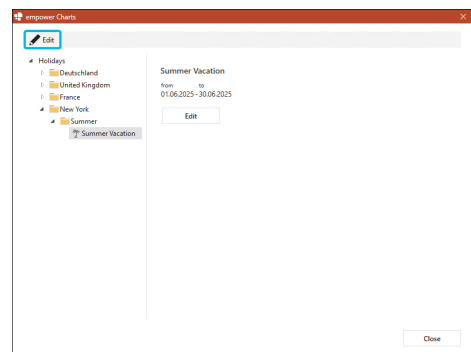 empower Charts
Edit
Holidays
Deutschland
United Kingdom
France
New York
Summer
Summer Vacation
Summer Vacation
from to
01.06.2025 - 30.06.2025
Edit
Close